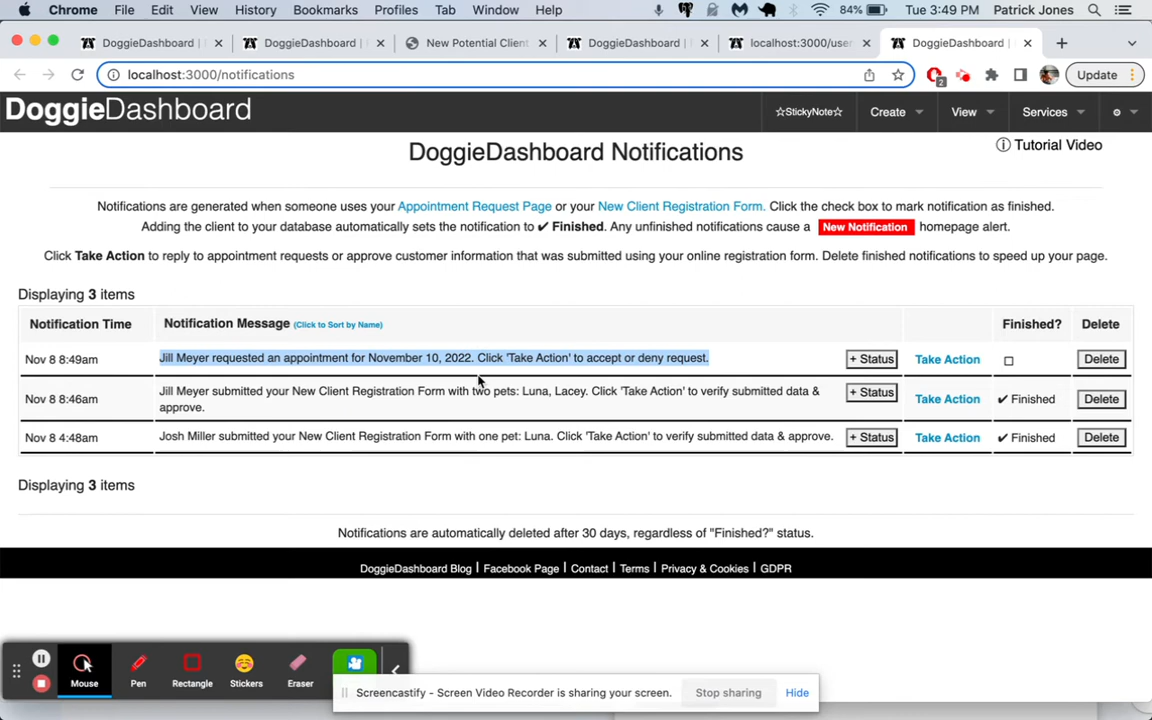 Chrome File Edit View History Bookmarks Profiles Tab Window Help 84% Tue 3:49 PM Patrick Jones
DoggieDashboard | DoggieDashboard | New Potential Client DoggieDashboard | localhost:3000/user DoggieDashboard |
localhost:3000/notifications 2 Update
DoggieDashboard ☆StickyNote☆ Create View Services
DoggieDashboard Notifications
Tutorial Video
Notifications are generated when someone uses your Appointment Request Page or your New Client Registration Form. Click the check box to mark notification as finished.
Adding the client to your database automatically sets the notification to ✔ Finished. Any unfinished notifications cause a New Notification homepage alert.
Click Take Action to reply to appointment requests or approve customer information that was submitted using your online registration form. Delete finished notifications to speed up your page.
Displaying 3 items
Notification Time Notification Message (Click to Sort by Name) Finished? Delete
Nov 8 8:49am Jill Meyer requested an appointment for November 10, 2022. Click 'Take Action' to accept or deny request. + Status Take Action Delete
Nov 8 8:46am Jill Meyer submitted your New Client Registration Form with two pets: Luna, Lacey. Click 'Take Action' to verify submitted data & + Status Take Action ✔ Finished Delete
approve.
Nov 8 4:48am Josh Miller submitted your New Client Registration Form with one pet: Luna. Click 'Take Action' to verify submitted data & approve. + Status Take Action ✔ Finished Delete
Displaying 3 items
Notifications are automatically deleted after 30 days, regardless of "Finished?" status.
DoggieDashboard Blog | Facebook Page | Contact | Terms | Privacy & Cookies | GDPR
Mouse Pen Rectangle Stickers Eraser
Screencastify - Screen Video Recorder is sharing your screen. Stop sharing Hide